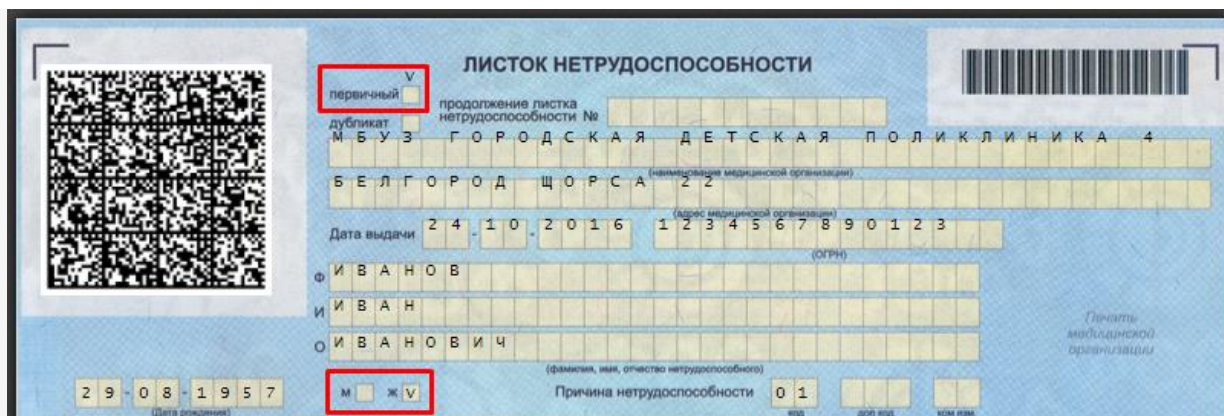 ЛИСТОК НЕТРУДОСПОСОБНОСТИ
первичный V
продолжение листка нетрудоспособности №
дубликат
МБУЗ ГОРОДСКАЯ ДЕТСКАЯ ПОЛИКЛИНИКА 4
(наименование медицинской организации)
БЕЛГОРОД ЩОРСА 22
(адрес медицинской организации)
Дата выдачи 24-10-2016 1234567890123
(ОГРН)
Ф ИВАНОВ
И ИВАН
О ИВАНОВИЧ
(фамилия, имя, отчество нетрудоспособного)
Печать
медицинской
организации
29-08-1957 м ж V Причина нетрудоспособности 01
(Дата рождения) код доп код код изм